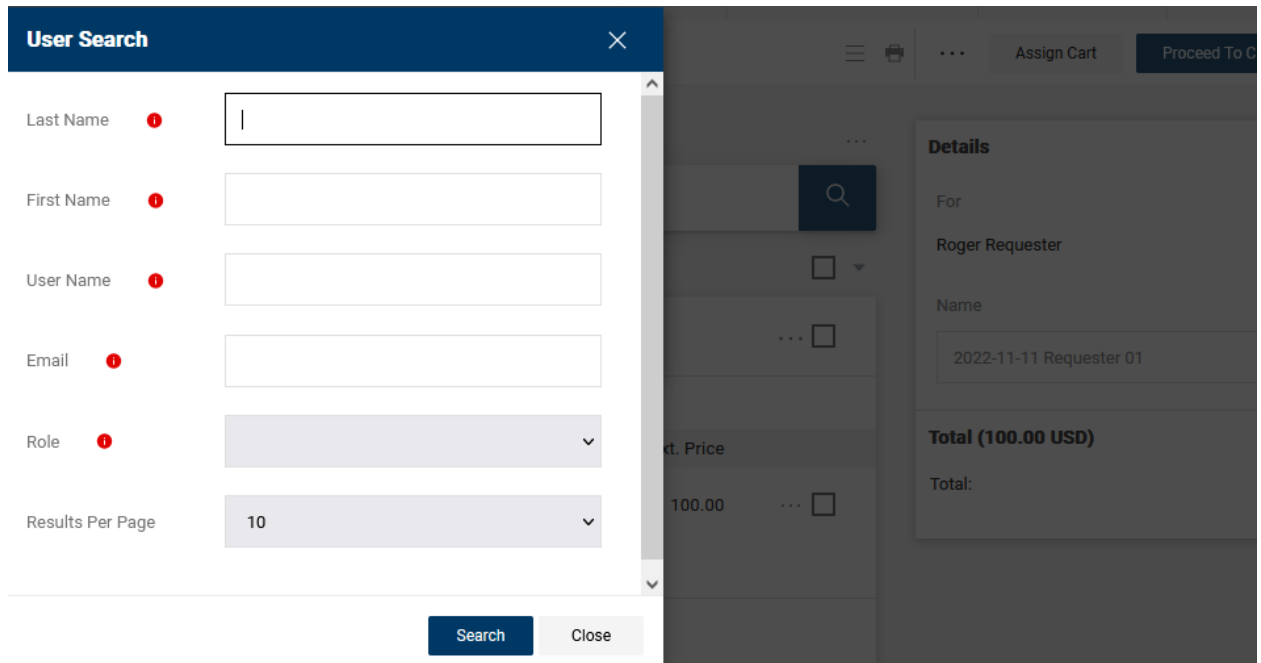 User Search
Last Name
First Name
User Name
Email
Role
Results Per Page
10
Search
Close
Assign Cart
Proceed To C
Details
For
Roger Requester
Name
2022-11-11 Requester 01
Total (100.00 USD)
Total:
xt. Price
100.00